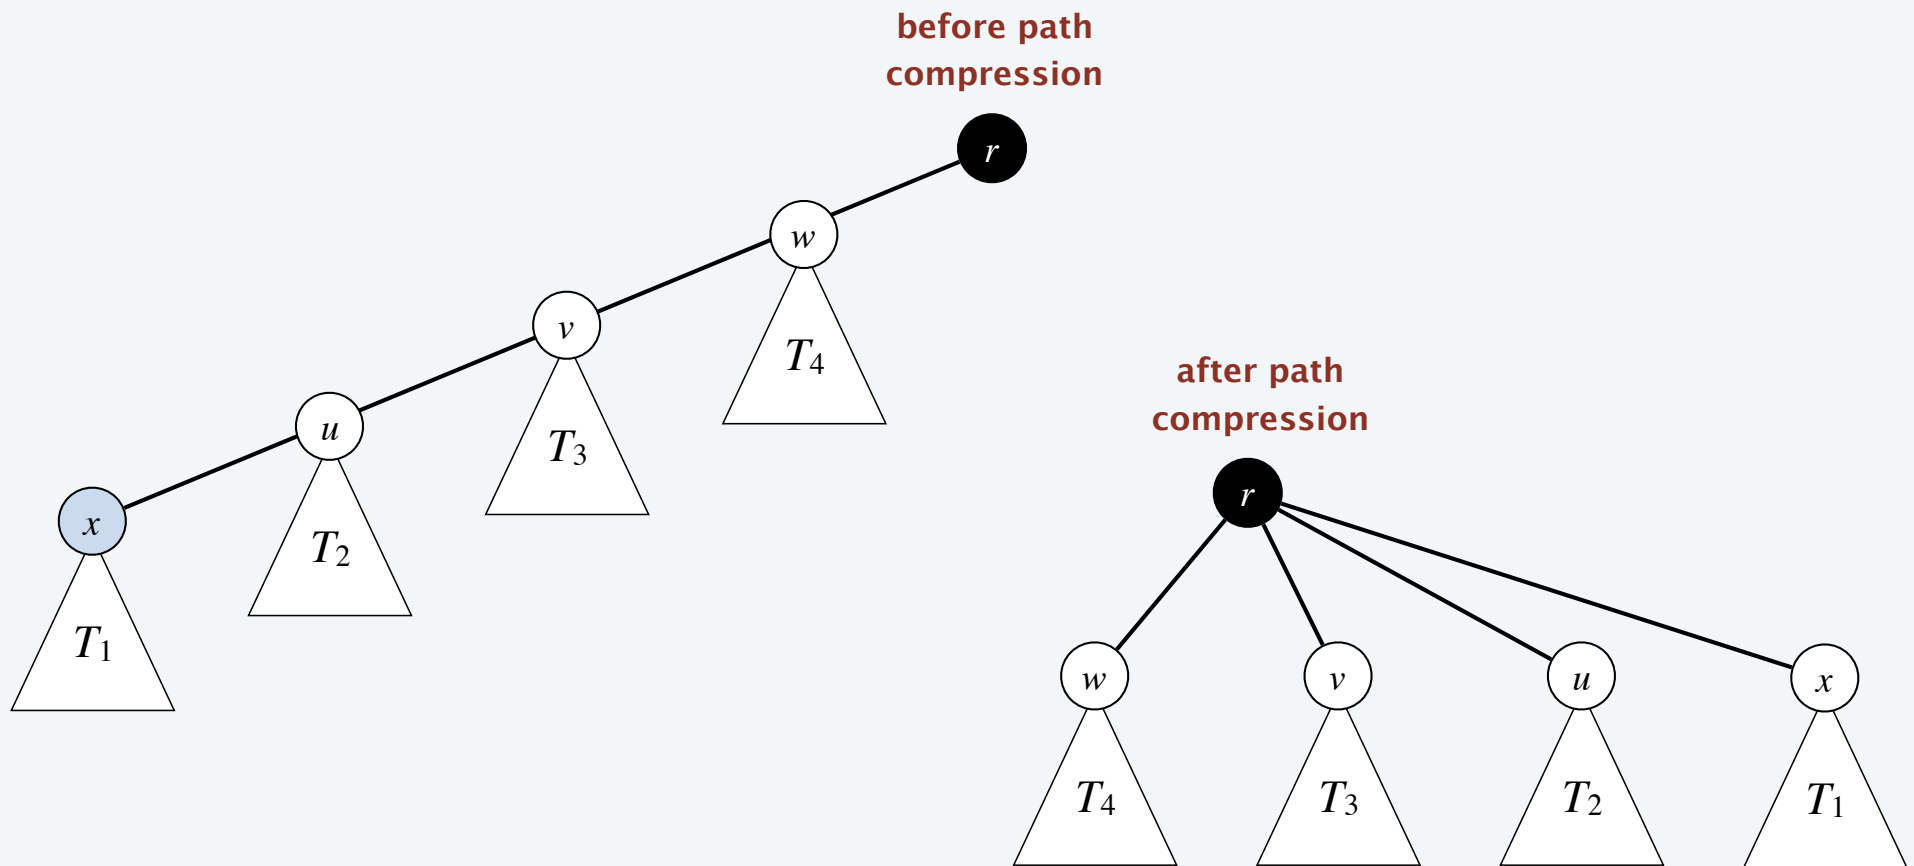 before path
compression
r
w
T4
v
T3
u
T2
x
T1
after path
compression
r
w
v
u
x
T4
T3
T2
T1